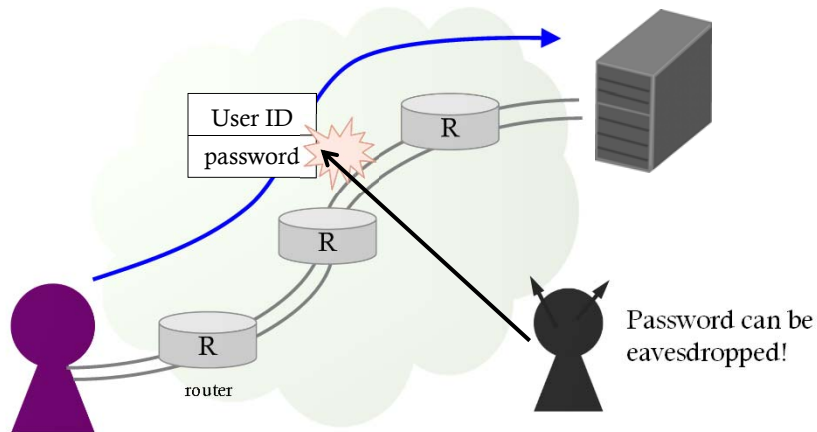 User ID
password
R
R
R
router
Password can be
eavesdropped!